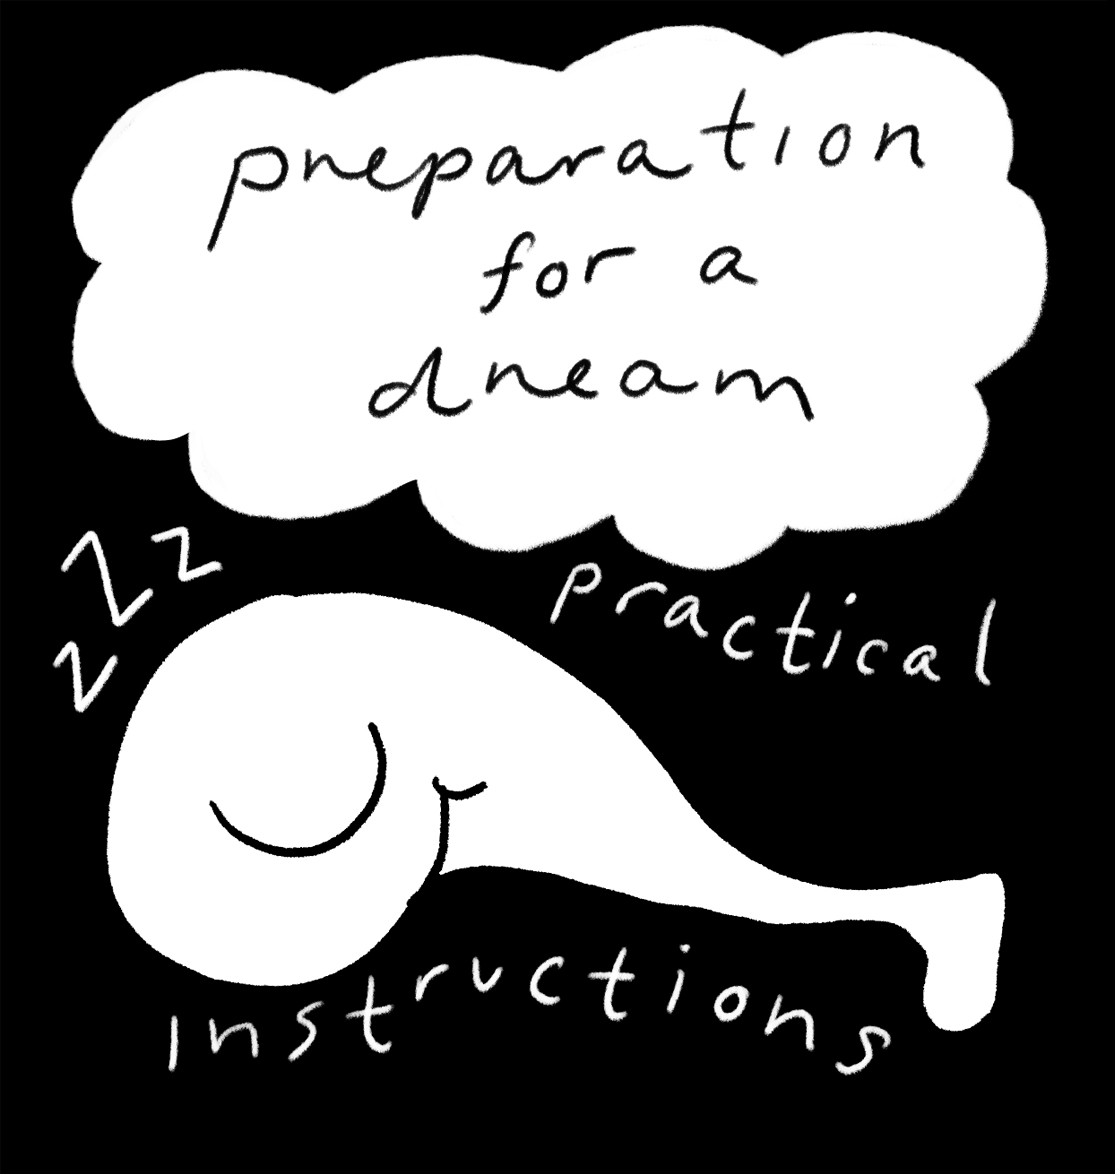 preparation
for a
dream
zzz
practical
instructions